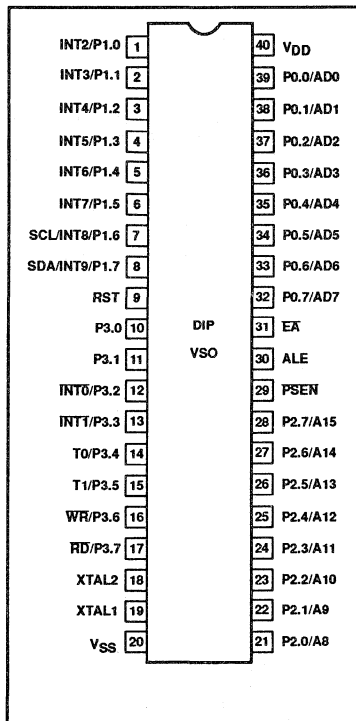 INT2/P1.0 1 40 VDD
INT3/P1.1 2 39 P0.0/AD0
INT4/P1.2 3 38 P0.1/AD1
INT5/P1.3 4 37 P0.2/AD2
INT6/P1.4 5 36 P0.3/AD3
INT7/P1.5 6 35 P0.4/AD4
SCL/INT8/P1.6 7 34 P0.5/AD5
SDA/INT9/P1.7 8 33 P0.6/AD6
RST 9 32 P0.7/AD7
P3.0 10 DIP 31 E̅A̅
P3.1 11 VSO 30 ALE
I̅N̅T̅0̅/P3.2 12 29 P̅S̅E̅N̅
I̅N̅T̅1̅/P3.3 13 28 P2.7/A15
T0/P3.4 14 27 P2.6/A14
T1/P3.5 15 26 P2.5/A13
W̅R̅/P3.6 16 25 P2.4/A12
R̅D̅/P3.7 17 24 P2.3/A11
XTAL2 18 23 P2.2/A10
XTAL1 19 22 P2.1/A9
VSS 20 21 P2.0/A8